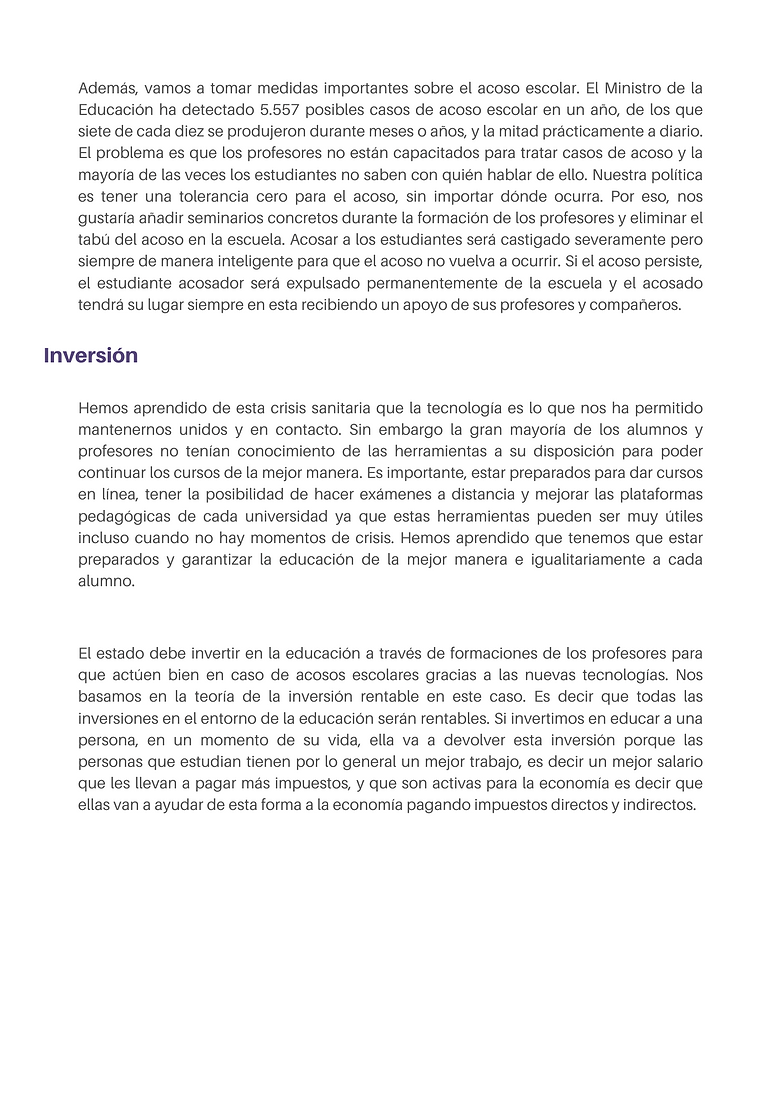 Además, vamos a tomar medidas importantes sobre el acoso escolar. El Ministro de la
Educación ha detectado 5.557 posibles casos de acoso escolar en un año, de los que
siete de cada diez se produjeron durante meses o años, y la mitad prácticamente a diario.
El problema es que los profesores no están capacitados para tratar casos de acoso y la
mayoría de las veces los estudiantes no saben con quién hablar de ello. Nuestra política
es tener una tolerancia cero para el acoso, sin importar dónde ocurra. Por eso, nos
gustaría añadir seminarios concretos durante la formación de los profesores y eliminar el
tabú del acoso en la escuela. Acosar a los estudiantes será castigado severamente pero
siempre de manera inteligente para que el acoso no vuelva a ocurrir. Si el acoso persiste,
el estudiante acosador será expulsado permanentemente de la escuela y el acosado
tendrá su lugar siempre en esta recibiendo un apoyo de sus profesores y compañeros.
Inversión
Hemos aprendido de esta crisis sanitaria que la tecnología es lo que nos ha permitido
mantenernos unidos y en contacto. Sin embargo la gran mayoría de los alumnos y
profesores no tenían conocimiento de las herramientas a su disposición para poder
continuar los cursos de la mejor manera. Es importante, estar preparados para dar cursos
en línea, tener la posibilidad de hacer exámenes a distancia y mejorar las plataformas
pedagógicas de cada universidad ya que estas herramientas pueden ser muy útiles
incluso cuando no hay momentos de crisis. Hemos aprendido que tenemos que estar
preparados y garantizar la educación de la mejor manera e igualitariamente a cada
alumno.
El estado debe invertir en la educación a través de formaciones de los profesores para
que actúen bien en caso de acosos escolares gracias a las nuevas tecnologías. Nos
basamos en la teoría de la inversión rentable en este caso. Es decir que todas las
inversiones en el entorno de la educación serán rentables. Si invertimos en educar a una
persona, en un momento de su vida, ella va a devolver esta inversión porque las
personas que estudian tienen por lo general un mejor trabajo, es decir un mejor salario
que les llevan a pagar más impuestos, y que son activas para la economía es decir que
ellas van a ayudar de esta forma a la economía pagando impuestos directos y indirectos.